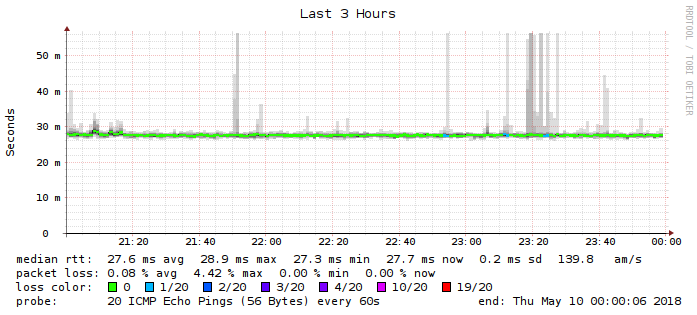 Last 3 Hours
RRDTOOL / TOBI OETIKER
Seconds
50 m
40 m
30 m
20 m
10 m
0
21:20 21:40 22:00 22:20 22:40 23:00 23:20 23:40 00:00
median rtt: 27.6 ms avg 28.9 ms max 27.3 ms min 27.7 ms now 0.2 ms sd 139.8 am/s
packet loss: 0.08 % avg 4.42 % max 0.00 % min 0.00 % now
loss color: 0 1/20 2/20 3/20 4/20 10/20 19/20
probe: 20 ICMP Echo Pings (56 Bytes) every 60s end: Thu May 10 00:00:06 2018